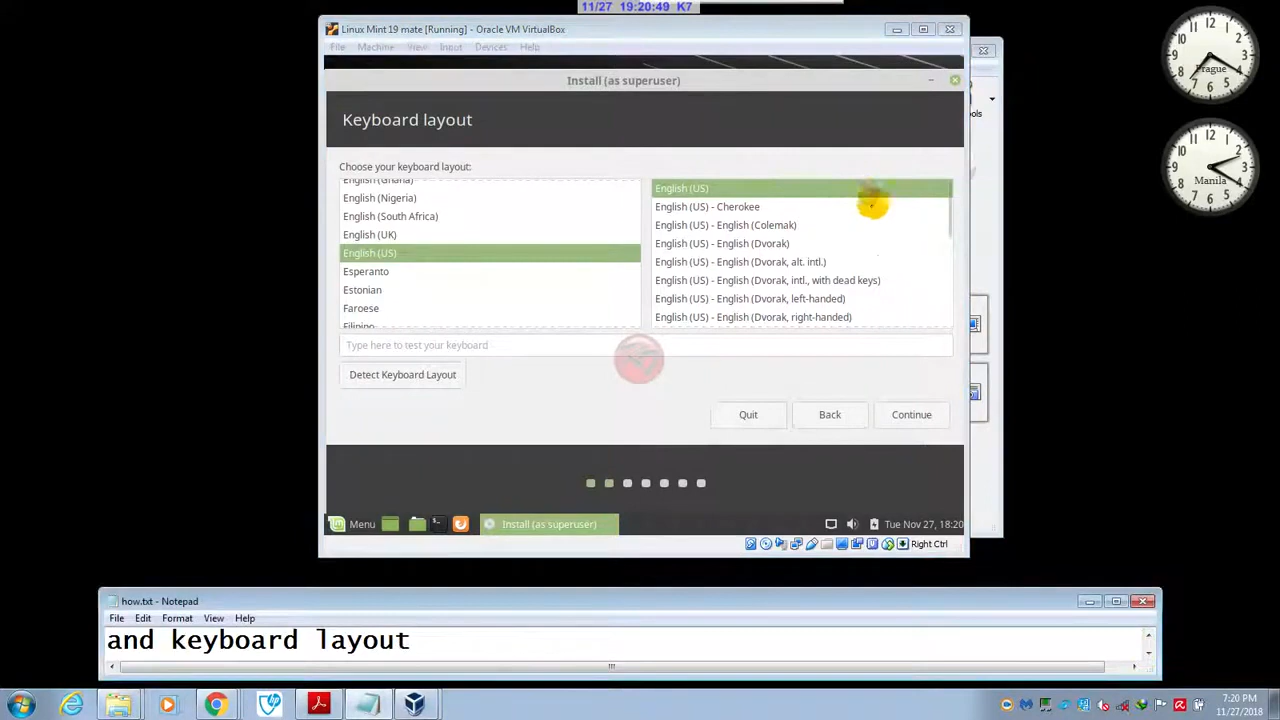 11/27 19:20:49 K7
Linux Mint 19 mate [Running] - Oracle VM VirtualBox
File Machine View Input Devices Help
Install (as superuser)
Prague
Keyboard layout
Manila
Choose your keyboard layout:
English (Ghana)
English (Nigeria)
English (South Africa)
English (UK)
English (US)
Esperanto
Estonian
Faroese
Filipino
English (US)
English (US) - Cherokee
English (US) - English (Colemak)
English (US) - English (Dvorak)
English (US) - English (Dvorak, alt. intl.)
English (US) - English (Dvorak, intl., with dead keys)
English (US) - English (Dvorak, left-handed)
English (US) - English (Dvorak, right-handed)
Type here to test your keyboard
Detect Keyboard Layout
Quit Back Continue
Menu Install (as superuser) Tue Nov 27, 18:20
Right Ctrl
how.txt - Notepad
File Edit Format View Help
and keyboard layout
7:20 PM
11/27/2018